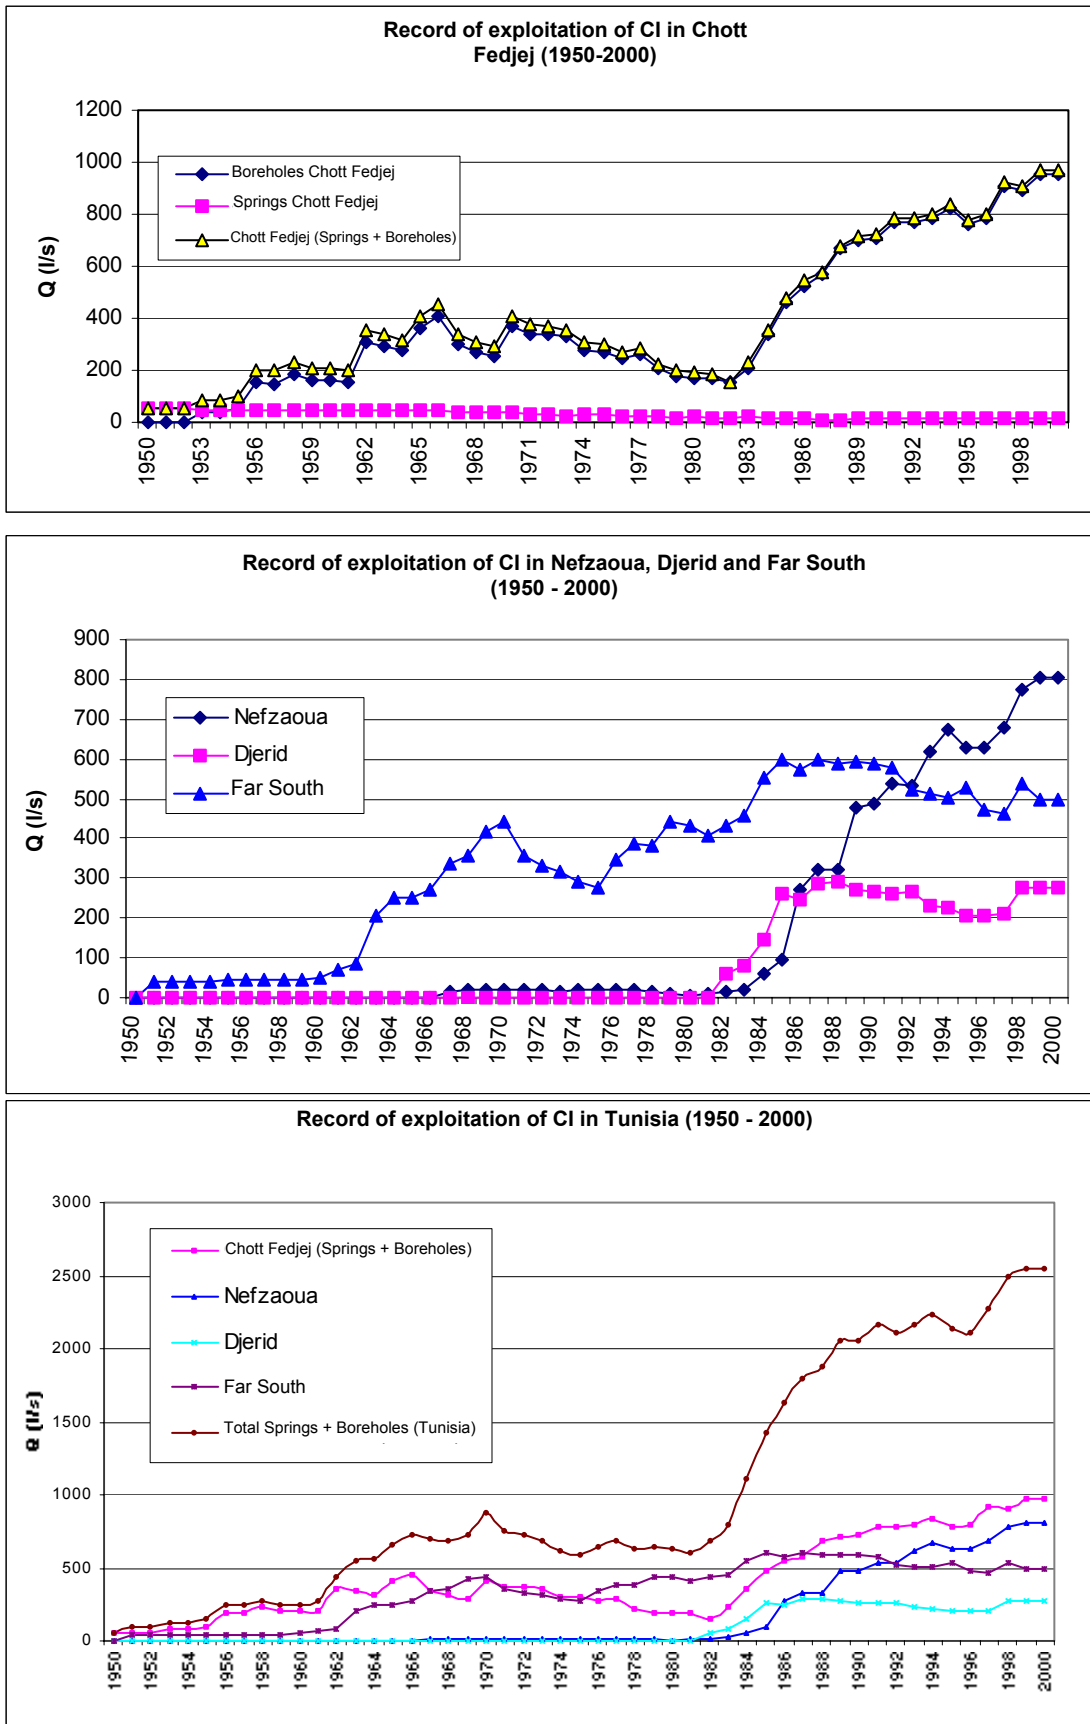 Record of exploitation of CI in Chott
Fedjej (1950-2000)
1200
1000
800
600
400
200
0
Q (l/s)
Boreholes Chott Fedjej
Springs Chott Fedjej
Chott Fedjej (Springs + Boreholes)
1950 1953 1956 1959 1962 1965 1968 1971 1974 1977 1980 1983 1986 1989 1992 1995 1998
Record of exploitation of CI in Nefzaoua, Djerid and Far South
(1950 - 2000)
900
800
700
600
500
400
300
200
100
0
Q (l/s)
Nefzaoua
Djerid
Far South
1950 1952 1954 1956 1958 1960 1962 1964 1966 1968 1970 1972 1974 1976 1978 1980 1982 1984 1986 1988 1990 1992 1994 1996 1998 2000
Record of exploitation of CI in Tunisia (1950 - 2000)
3000
2500
2000
1500
1000
500
0
Q (l/s)
Chott Fedjej (Springs + Boreholes)
Nefzaoua
Djerid
Far South
Total Springs + Boreholes (Tunisia)
1950 1952 1954 1956 1958 1960 1962 1964 1966 1968 1970 1972 1974 1976 1978 1980 1982 1984 1986 1988 1990 1992 1994 1996 1998 2000